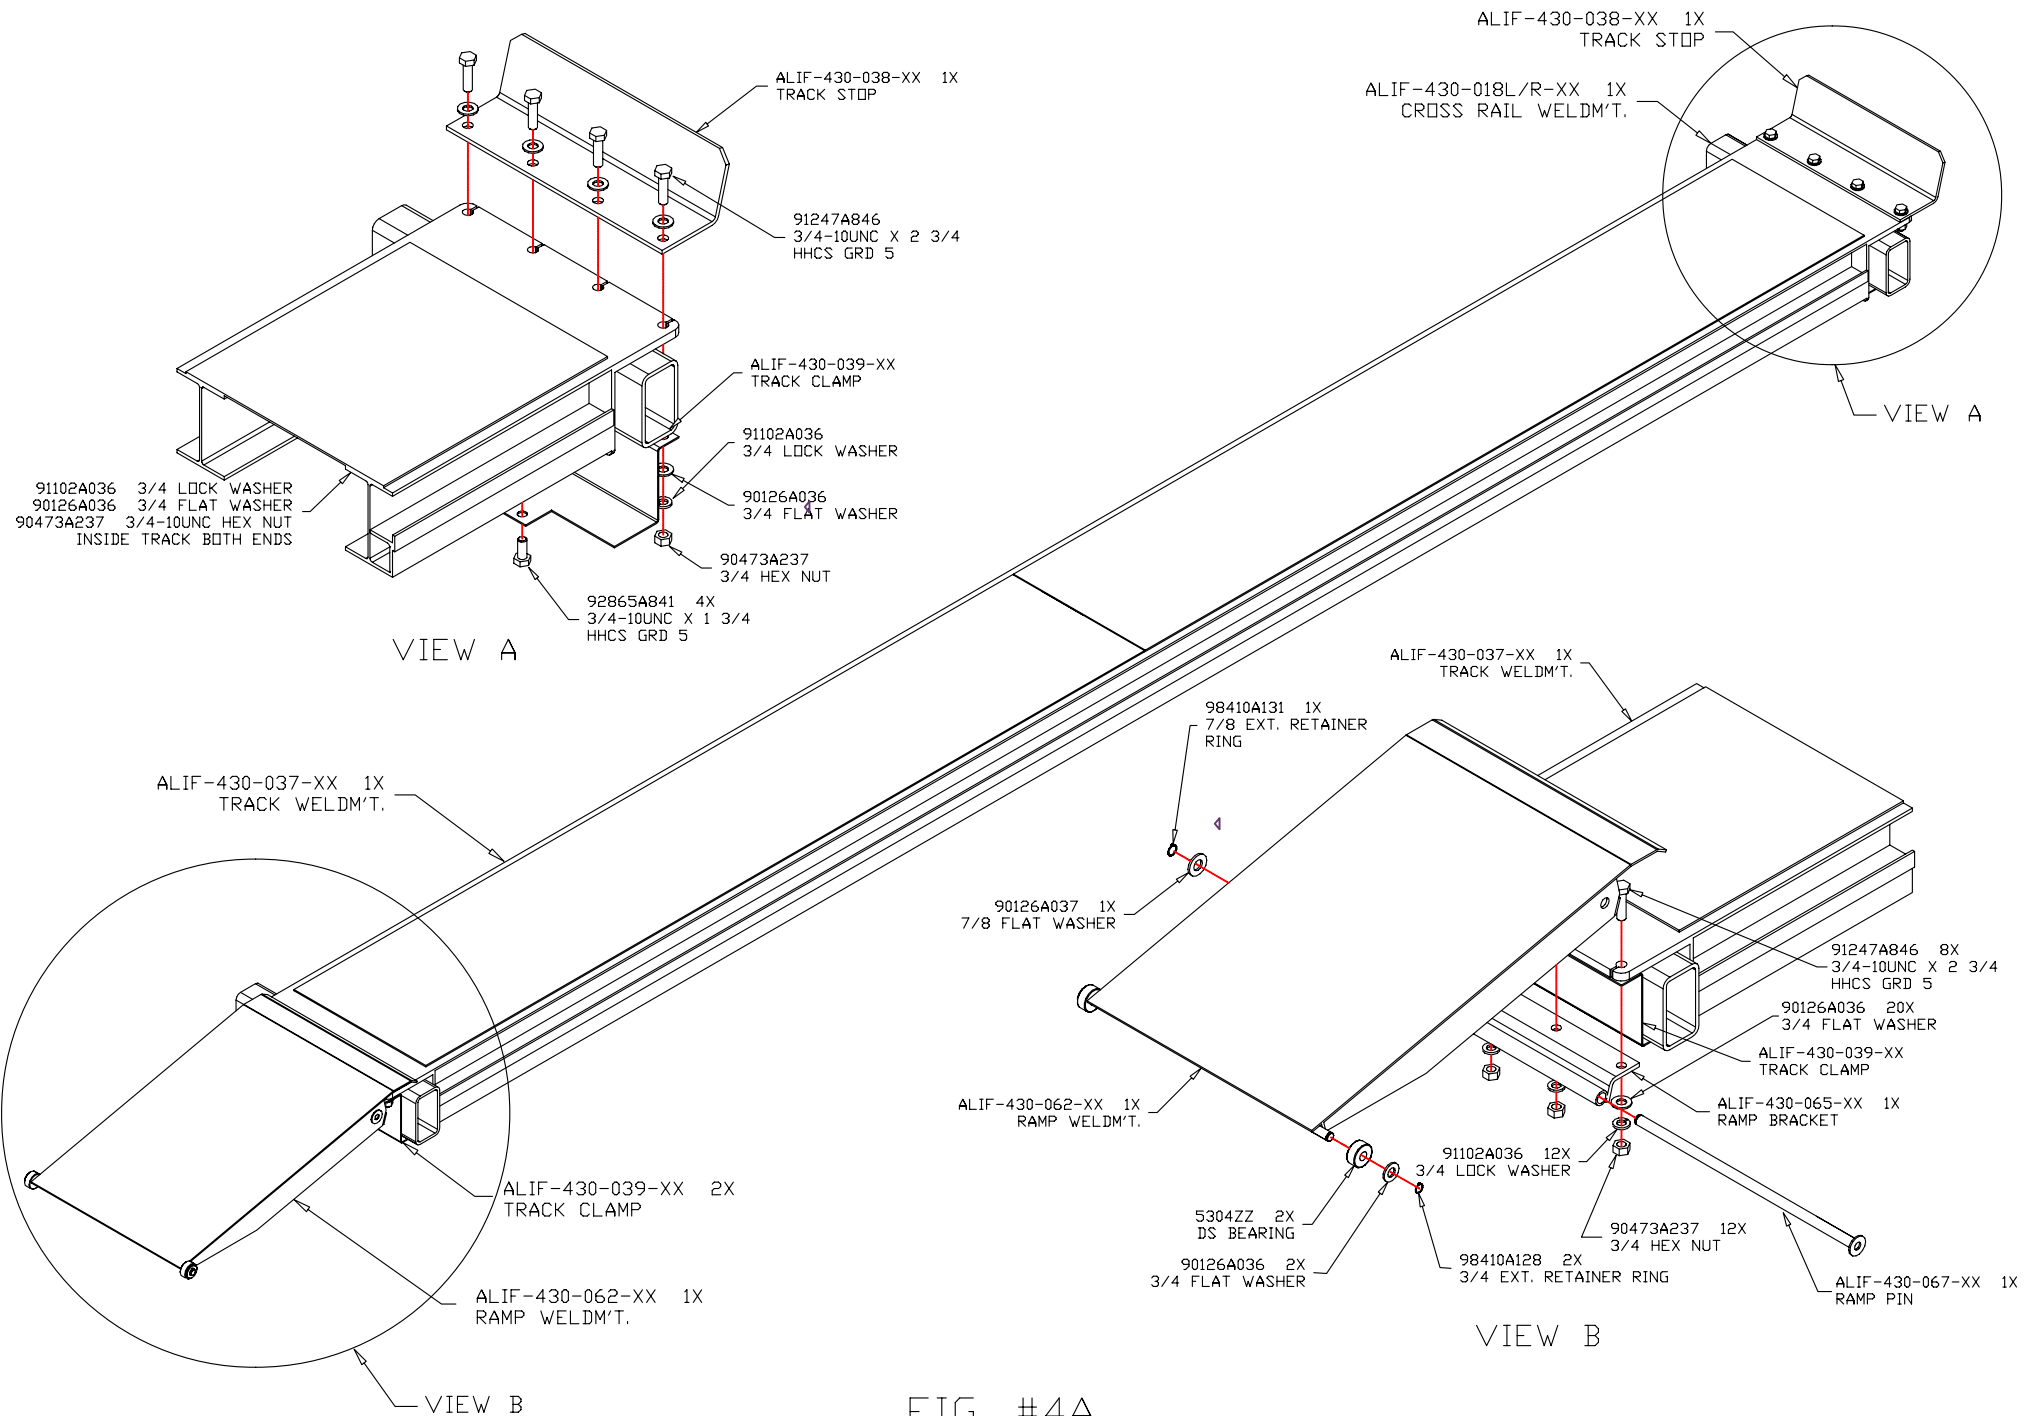 ALIF-430-038-XX 1X
TRACK STOP
91247A846
3/4-10UNC X 2 3/4
HHCS GRD 5
ALIF-430-039-XX
TRACK CLAMP
91102A036
3/4 LOCK WASHER
90126A036
3/4 FLAT WASHER
90473A237
3/4 HEX NUT
92865A841 4X
3/4-10UNC X 1 3/4
HHCS GRD 5
91102A036 3/4 LOCK WASHER
90126A036 3/4 FLAT WASHER
90473A237 3/4-10UNC HEX NUT
INSIDE TRACK BOTH ENDS
VIEW A
ALIF-430-038-XX 1X
TRACK STOP
ALIF-430-018L/R-XX 1X
CROSS RAIL WELDM'T.
VIEW A
ALIF-430-037-XX 1X
TRACK WELDM'T.
ALIF-430-039-XX 2X
TRACK CLAMP
ALIF-430-062-XX 1X
RAMP WELDM'T.
VIEW B
ALIF-430-037-XX 1X
TRACK WELDM'T.
98410A131 1X
7/8 EXT. RETAINER
RING
90126A037 1X
7/8 FLAT WASHER
91247A846 8X
3/4-10UNC X 2 3/4
HHCS GRD 5
90126A036 20X
3/4 FLAT WASHER
ALIF-430-039-XX
TRACK CLAMP
ALIF-430-065-XX 1X
RAMP BRACKET
ALIF-430-062-XX 1X
RAMP WELDM'T.
91102A036 12X
3/4 LOCK WASHER
5304ZZ 2X
DS BEARING
90126A036 2X
3/4 FLAT WASHER
98410A128 2X
3/4 EXT. RETAINER RING
90473A237 12X
3/4 HEX NUT
ALIF-430-067-XX 1X
RAMP PIN
VIEW B
FIG. #4A